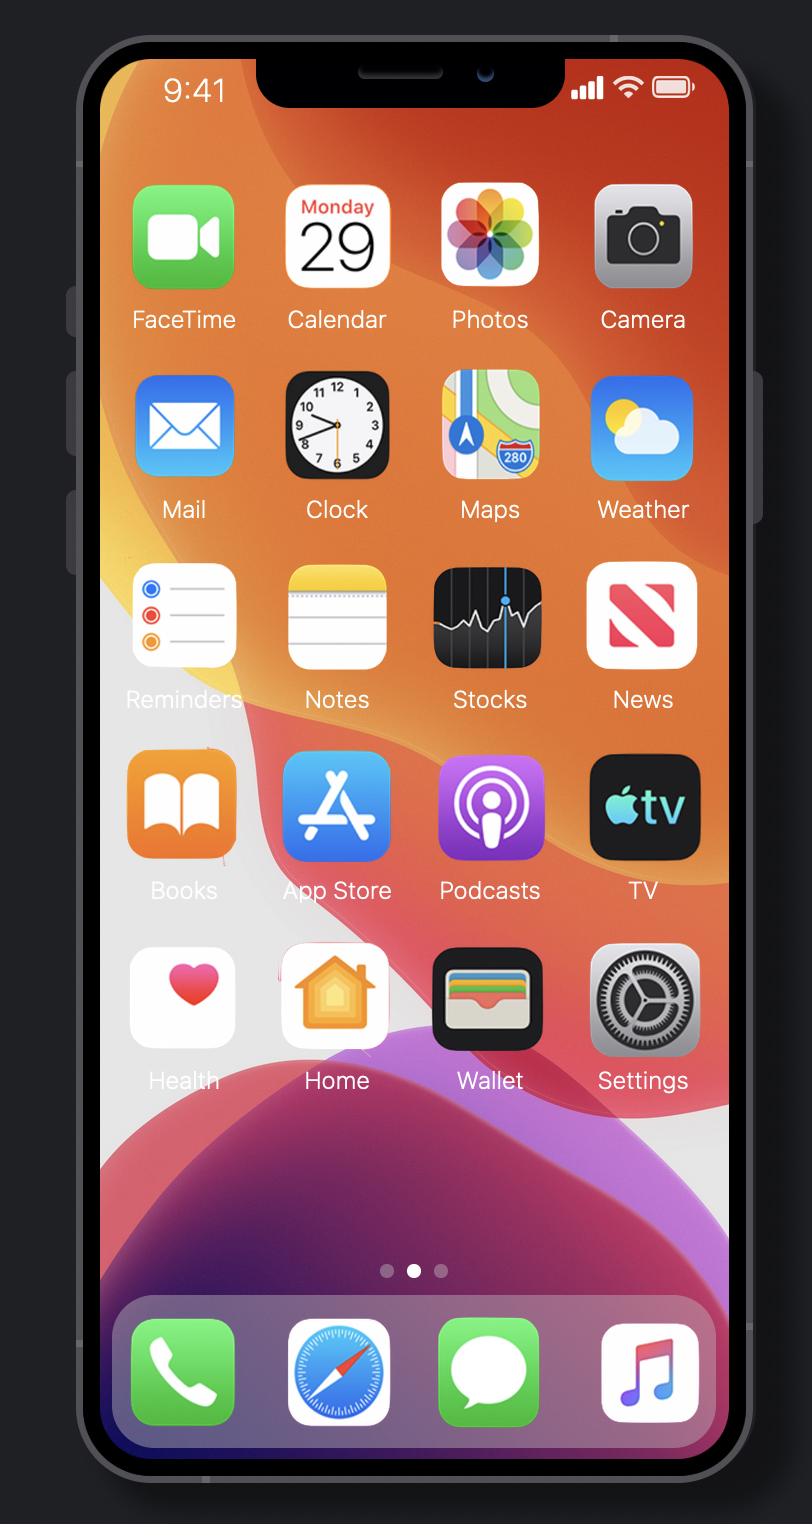 9:41
Monday
29
FaceTime Calendar Photos Camera
12
11 1
10 2
9 3
8 4
7 5
6
280
Mail Clock Maps Weather
Reminders Notes Stocks News
tv
Books App Store Podcasts TV
Health Home Wallet Settings